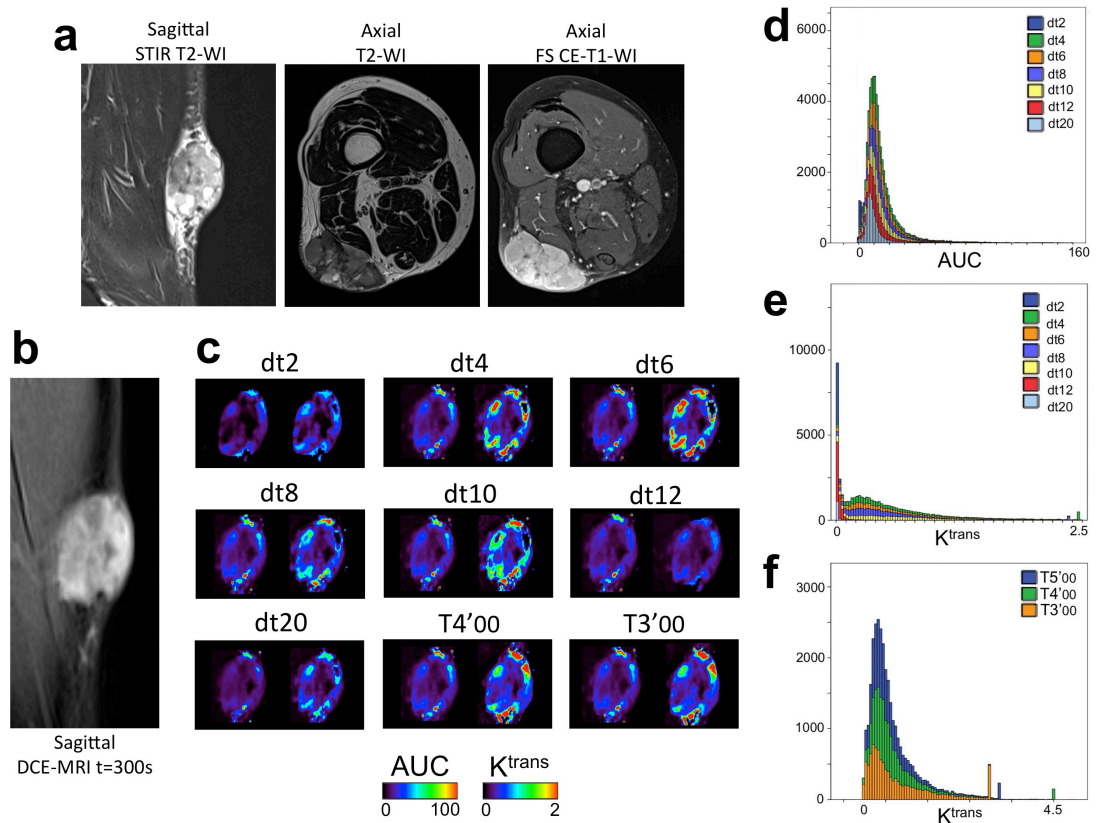 a
Sagittal
STIR T2-WI
Axial
T2-WI
Axial
FS CE-T1-WI
b
Sagittal
DCE-MRI t=300s
c
dt2
dt4
dt6
dt8
dt10
dt12
dt20
T4’00
T3’00
AUC
0
100
Ktrans
0
2
d
6000
4000
2000
0
0
160
AUC
dt2
dt4
dt6
dt8
dt10
dt12
dt20
e
10000
5000
0
0
2.5
Ktrans
dt2
dt4
dt6
dt8
dt10
dt12
dt20
f
3000
2000
1000
0
0
4.5
Ktrans
T5’00
T4’00
T3’00